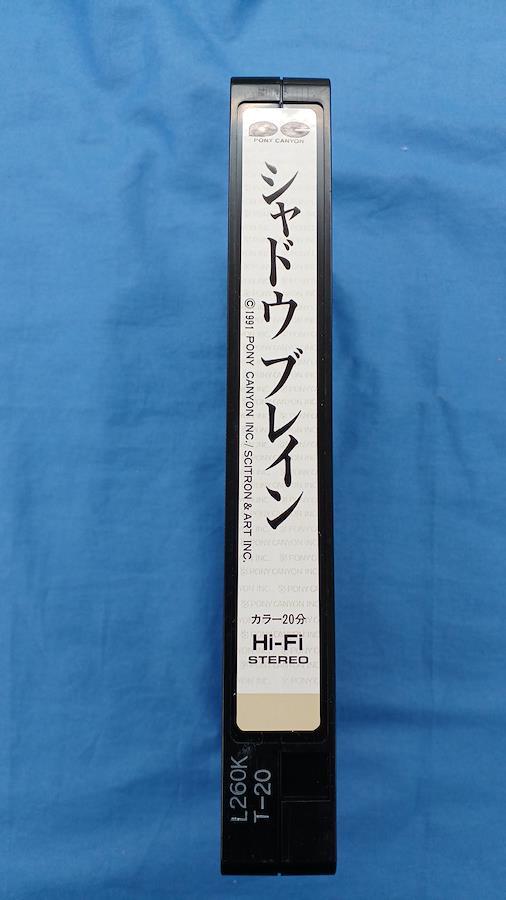 PC
PONY CANYON
シャドウ ブレイン
©1991 PONY CANYON INC./SCITRON & ART INC.
カラー20分
Hi-Fi
STEREO
L260K
T-20